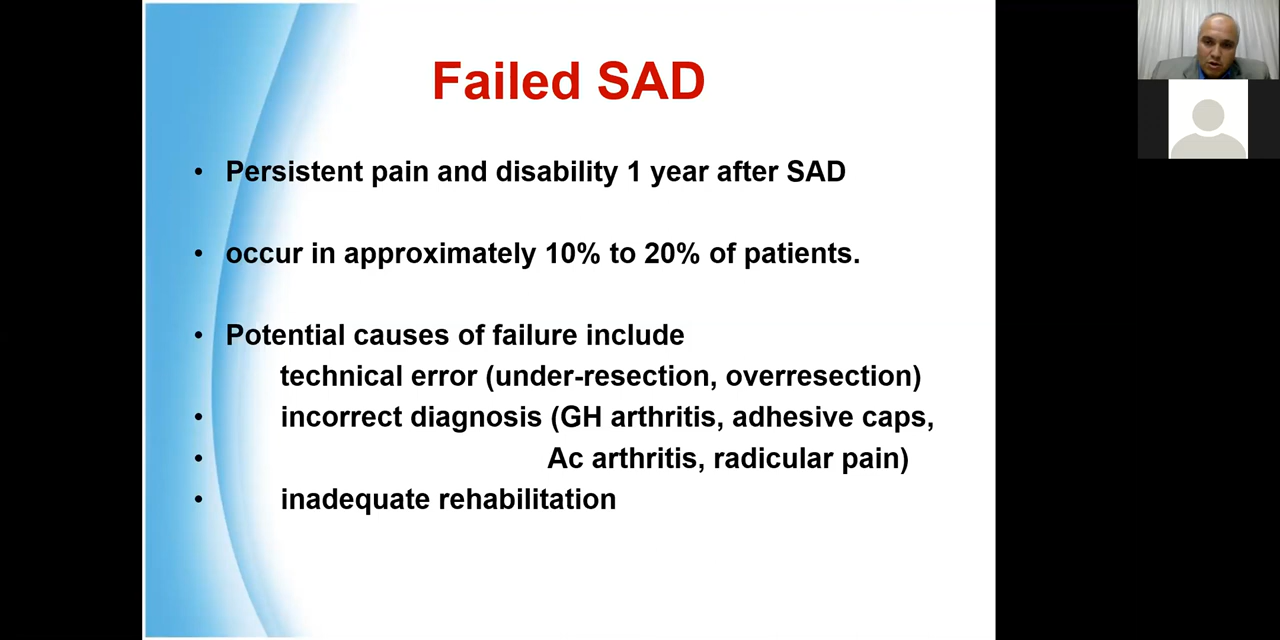 Failed SAD
• Persistent pain and disability 1 year after SAD
• occur in approximately 10% to 20% of patients.
• Potential causes of failure include
technical error (under-resection, overresection)
• incorrect diagnosis (GH arthritis, adhesive caps,
• Ac arthritis, radicular pain)
• inadequate rehabilitation